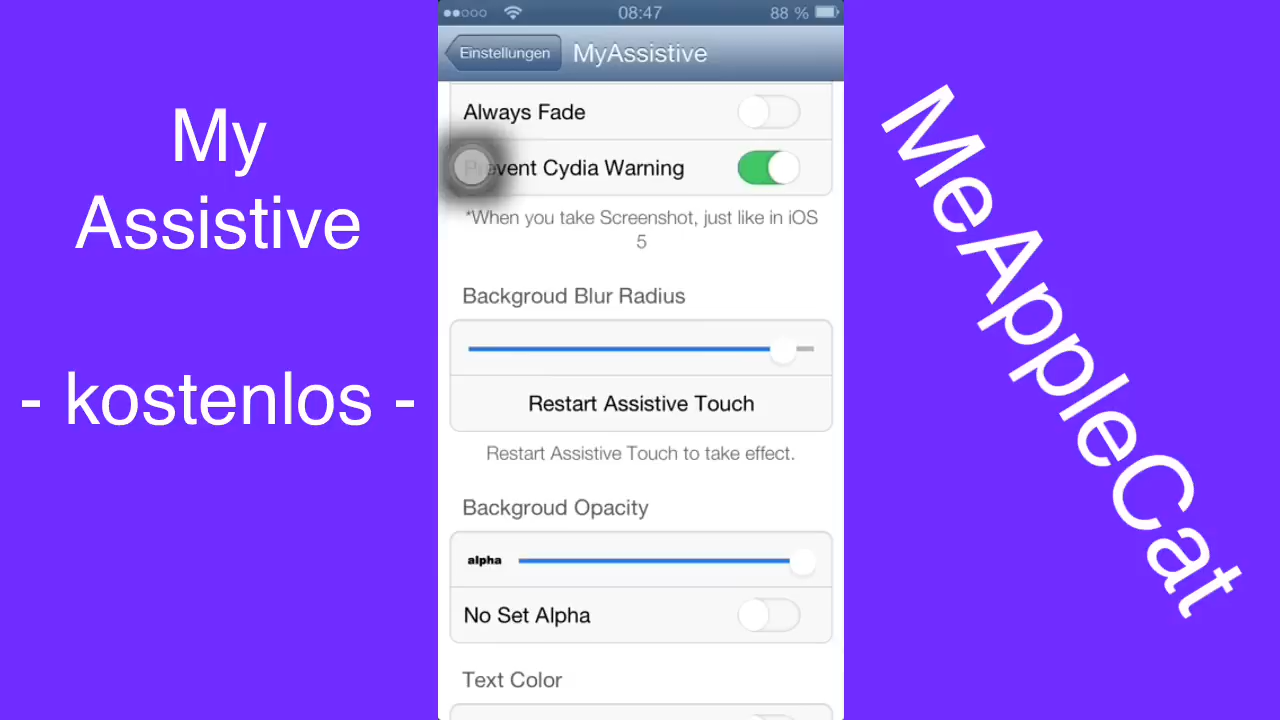 My
Assistive
- kostenlos -
08:47
88 %
Einstellungen
MyAssistive
Always Fade
Prevent Cydia Warning
*When you take Screenshot, just like in iOS
5
Backgroud Blur Radius
Restart Assistive Touch
Restart Assistive Touch to take effect.
Backgroud Opacity
alpha
No Set Alpha
Text Color
MeAppleCat